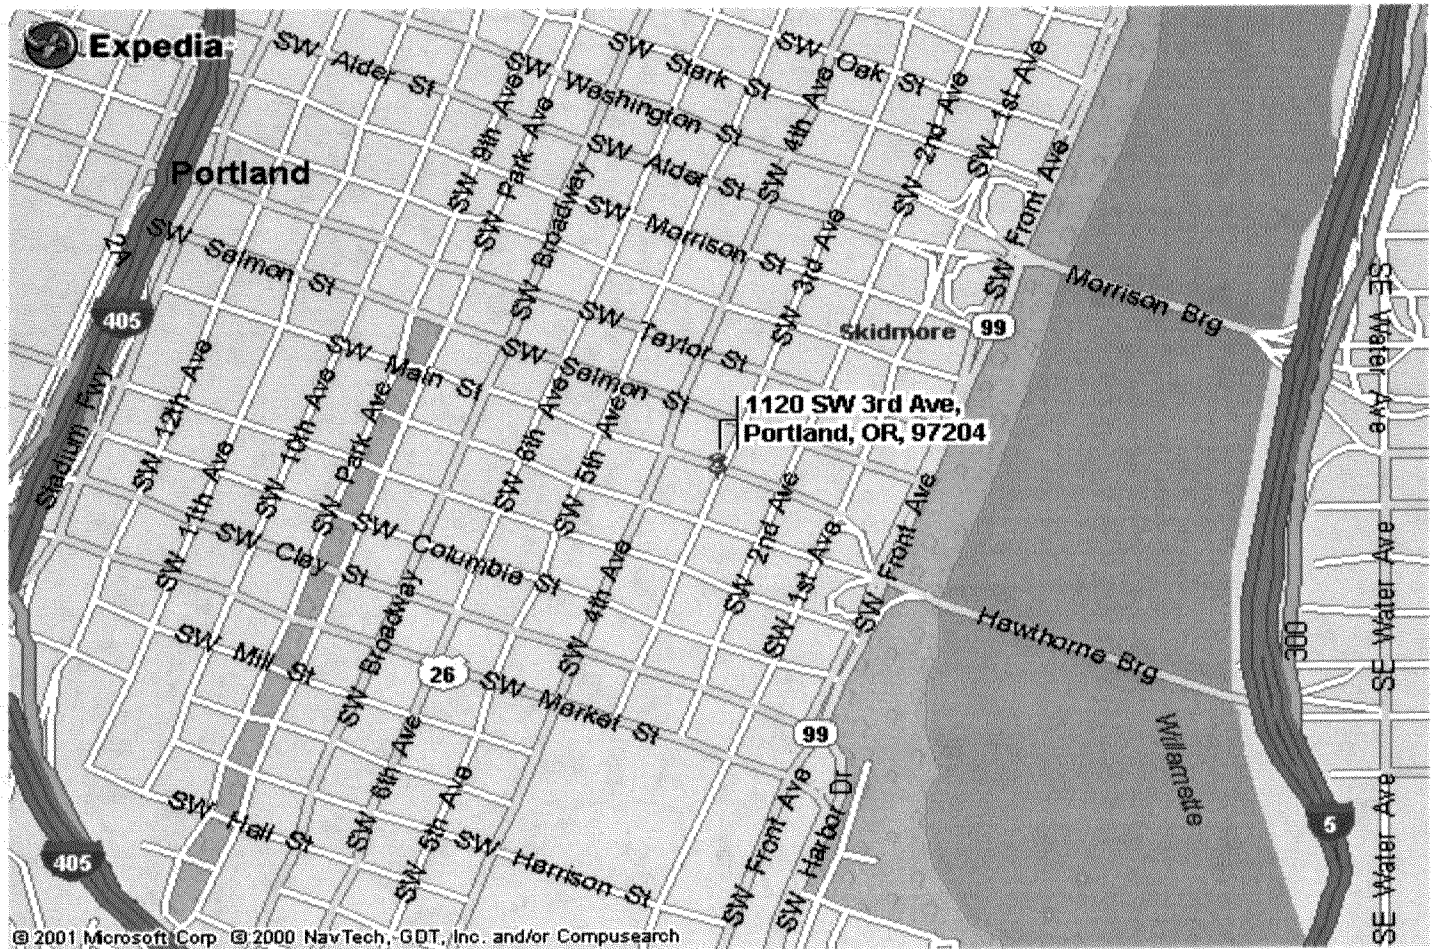 Expedia
SW Alder St
SW Washington St
SW Stark St
SW Oak St
SW 9th Ave
SW Park Ave
SW 4th Ave
SW 2nd Ave
SW 1st Ave
SW Alder St
Portland
SW Broadway
SW Morrison St
SW 3rd Ave
SW Front Ave
SW Salmon St
Morrison Brg
SE Water Ave
405
SW Taylor St
Skidmore
99
SW Main St
SW Salmon St
1120 SW 3rd Ave,
Portland, OR, 97204
Stadium Fwy
SW 12th Ave
SW 11th Ave
SW 10th Ave
SW Park Ave
SW 6th Ave
SW 5th Ave
SW 2nd Ave
SW 1st Ave
SW Front Ave
SW Clay St
SW Columbia St
SW 4th Ave
Hawthorne Brg
300
SE Water Ave
SW Mill St
SW Broadway
26
SW Market St
99
Willamette
SW 6th Ave
SW 5th Ave
SW Front Ave
SW Harbor Dr
5
SE Water Ave
SW Hall St
SW Harrison St
405
© 2001 Microsoft Corp © 2000 NavTech, GDT, Inc. and/or Compusearch